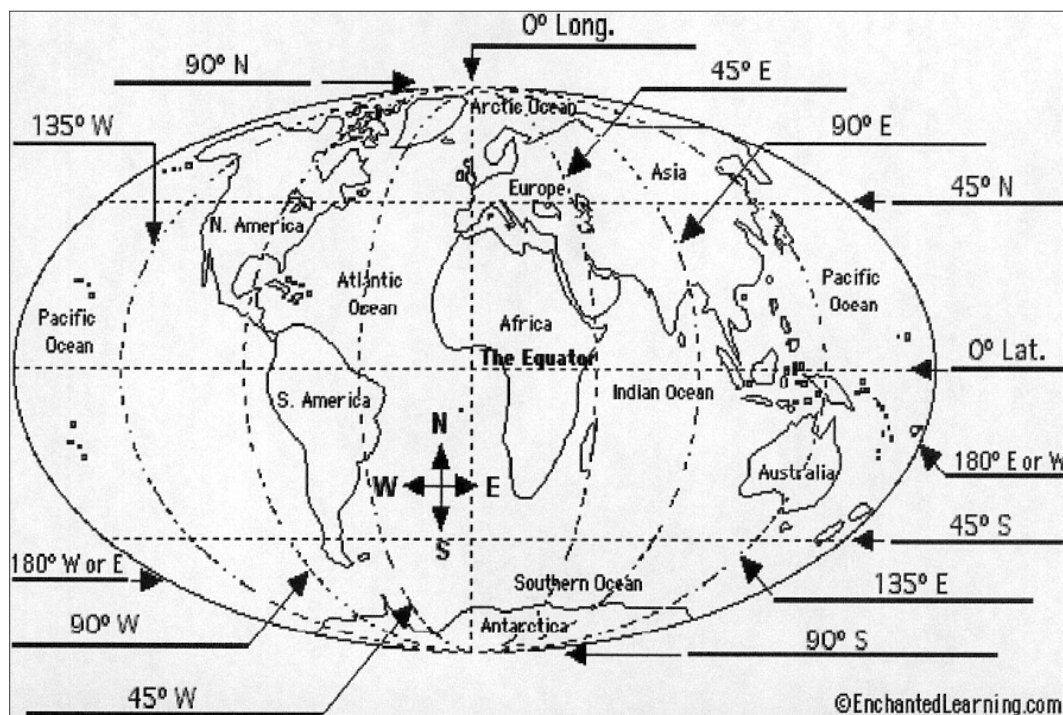 0º Long.
90º N
45º E
135º W
Arctic Ocean
90º E
Asia
Europe
45º N
N. America
Atlantic
Ocean
Pacific
Ocean
Pacific
Ocean
Africa
The Equator
0º Lat.
S. America
Indian Ocean
N
W E
S
Australia
180º E or W
45º S
180º W or E
Southern Ocean
135º E
90º W
Antarctica
90º S
45º W
©EnchantedLearning.com